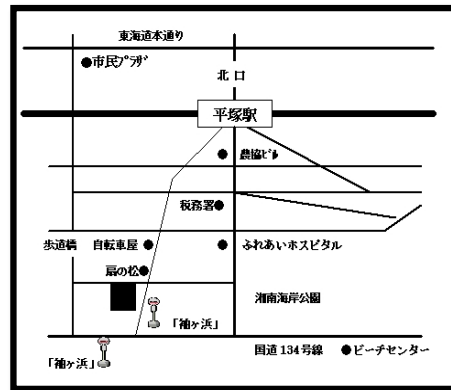 東海道本通り
●市民プラザ
北口
平塚駅
農協ビル
税務署
歩道橋
自転車屋
ふれあいホスピタル
扇の松
湘南海岸公園
「袖ヶ浜」
国道134号線
●ビーチセンター
「袖ヶ浜」